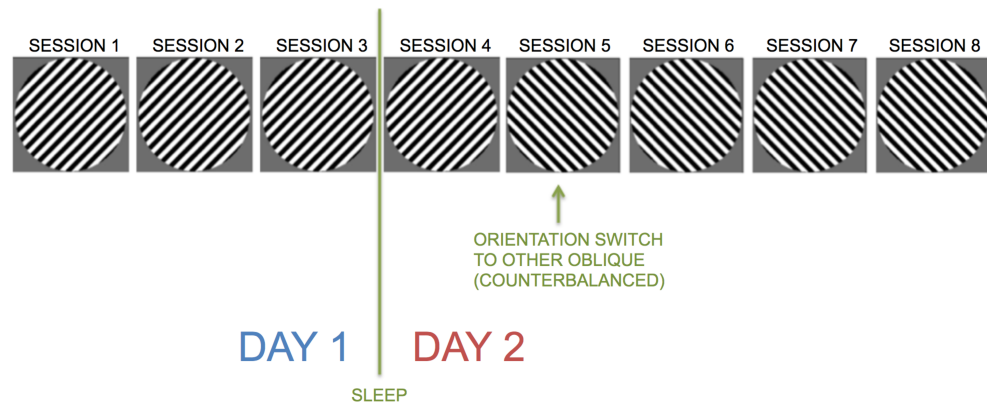 SESSION 1 SESSION 2 SESSION 3 SESSION 4 SESSION 5 SESSION 6 SESSION 7 SESSION 8
ORIENTATION SWITCH
TO OTHER OBLIQUE
(COUNTERBALANCED)
DAY 1 DAY 2
SLEEP